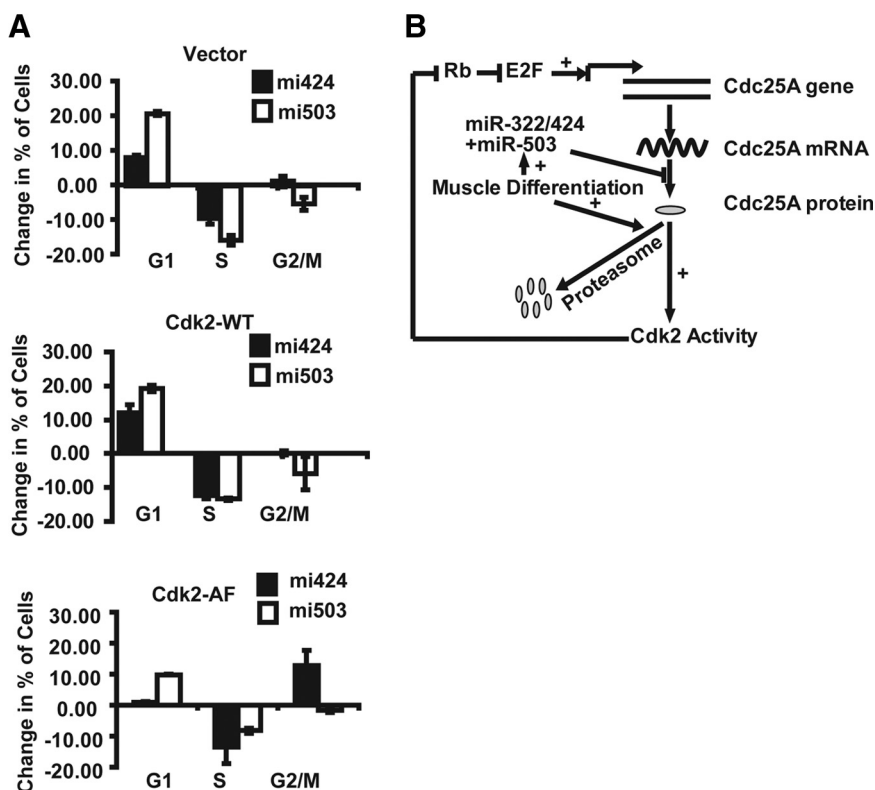 A
Vector
mi424
mi503
Change in % of Cells
30.00
20.00
10.00
0.00
-10.00
-20.00
G1 S G2/M
Cdk2-WT
mi424
mi503
Change in % of Cells
30.00
20.00
10.00
0.00
-10.00
-20.00
G1 S G2/M
Cdk2-AF
mi424
mi503
Change in % of Cells
30.00
20.00
10.00
0.00
-10.00
-20.00
G1 S G2/M
B
Rb E2F + Cdc25A gene
miR-322/424
+miR-503
Cdc25A mRNA
+
Muscle Differentiation
+
Cdc25A protein
Proteasome
+
Cdk2 Activity